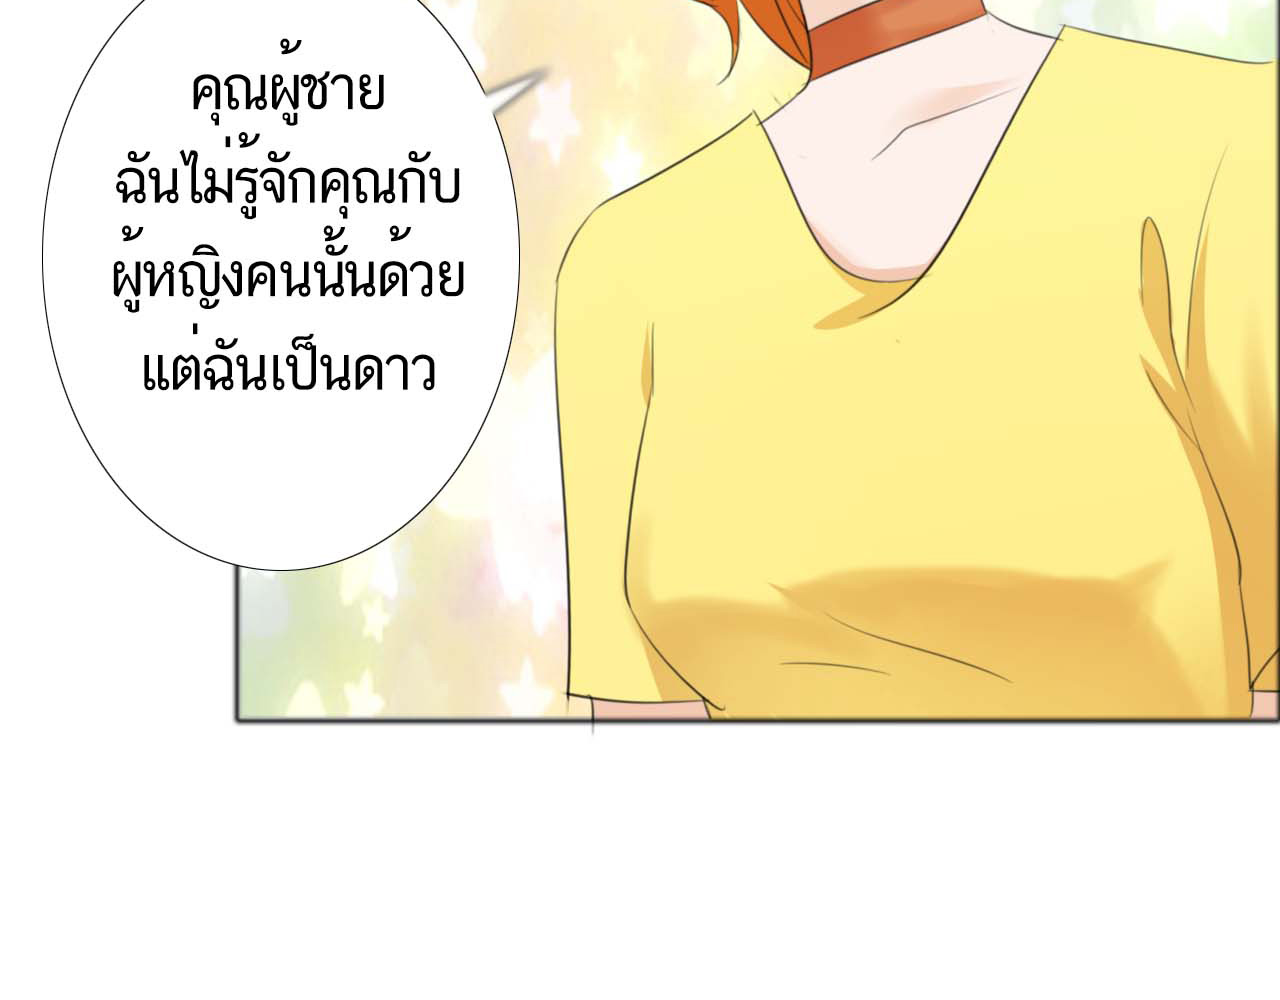 คุณผู้ชาย
ฉันไม่รู้จักคุณกับ
ผู้หญิงคนนั้นด้วย
แต่ฉันเป็นดาว